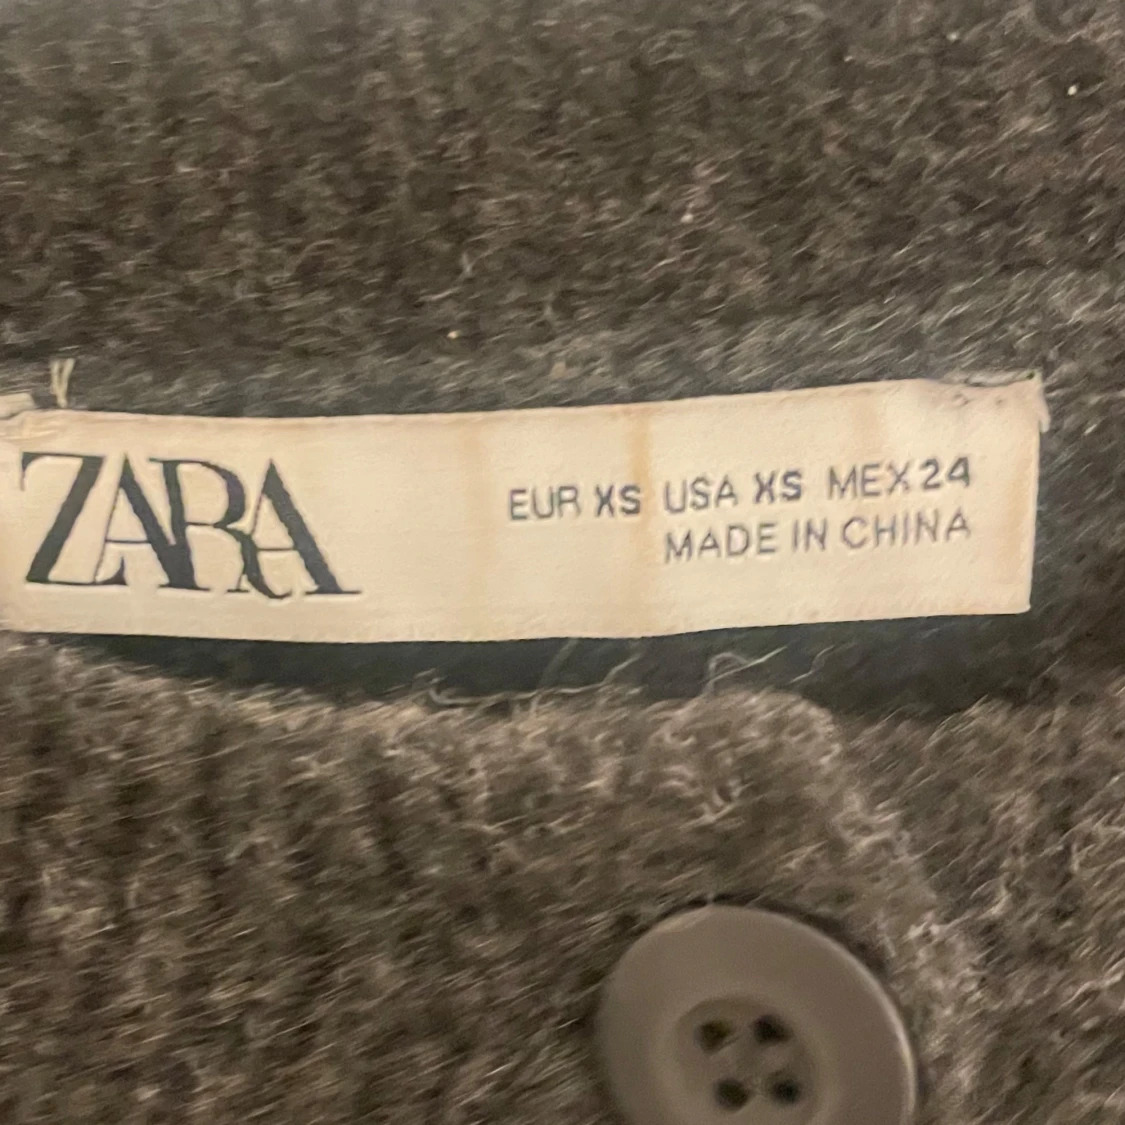 ZARA
EUR XS USA XS MEX 24
MADE IN CHINA